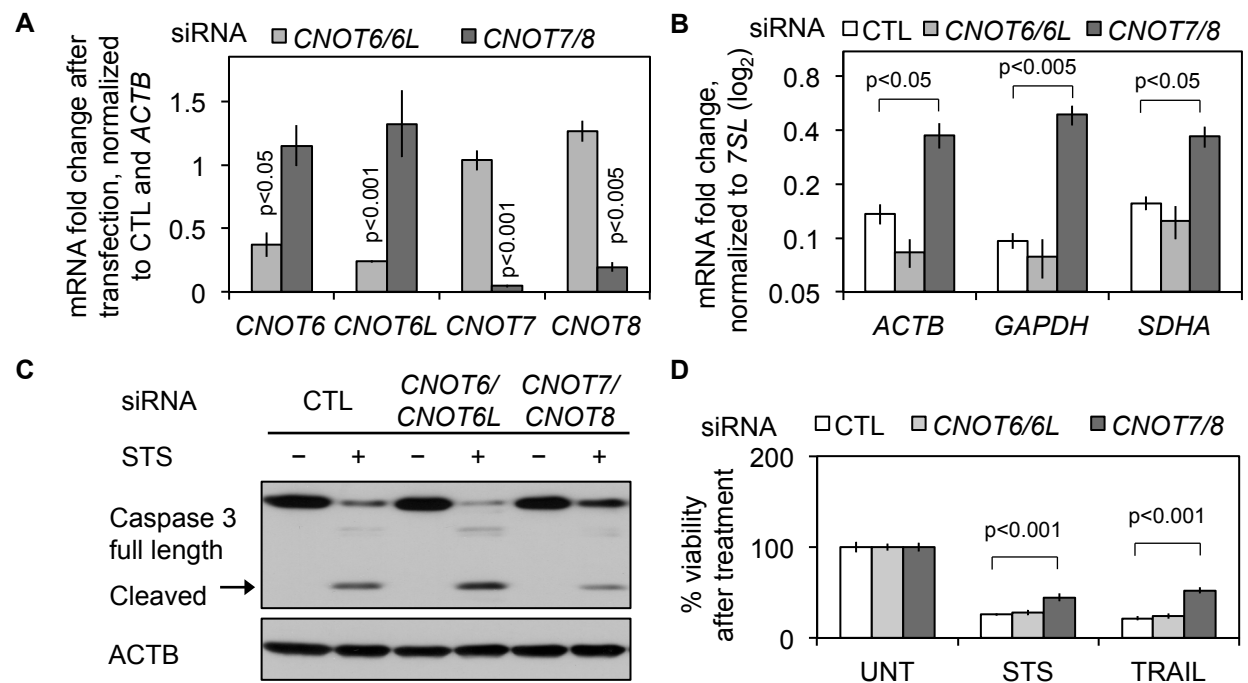 A
siRNA CNOT6/6L CNOT7/8
mRNA fold change after
transfection, normalized
to CTL and ACTB
1.5
1
0.5
0
p<0.05
p<0.001
p<0.001
p<0.005
CNOT6 CNOT6L CNOT7 CNOT8
B
siRNA CTL CNOT6/6L CNOT7/8
mRNA fold change,
normalized to 7SL (log2)
0.8
0.4
0.2
0.1
0.05
p<0.05
p<0.005
p<0.05
ACTB GAPDH SDHA
C
siRNA CTL CNOT6/ CNOT7/
CNOT6L CNOT8
STS – + – + – +
Caspase 3
full length
Cleaved
ACTB
D
siRNA CTL CNOT6/6L CNOT7/8
% viability
after treatment
200
100
0
p<0.001
p<0.001
UNT STS TRAIL